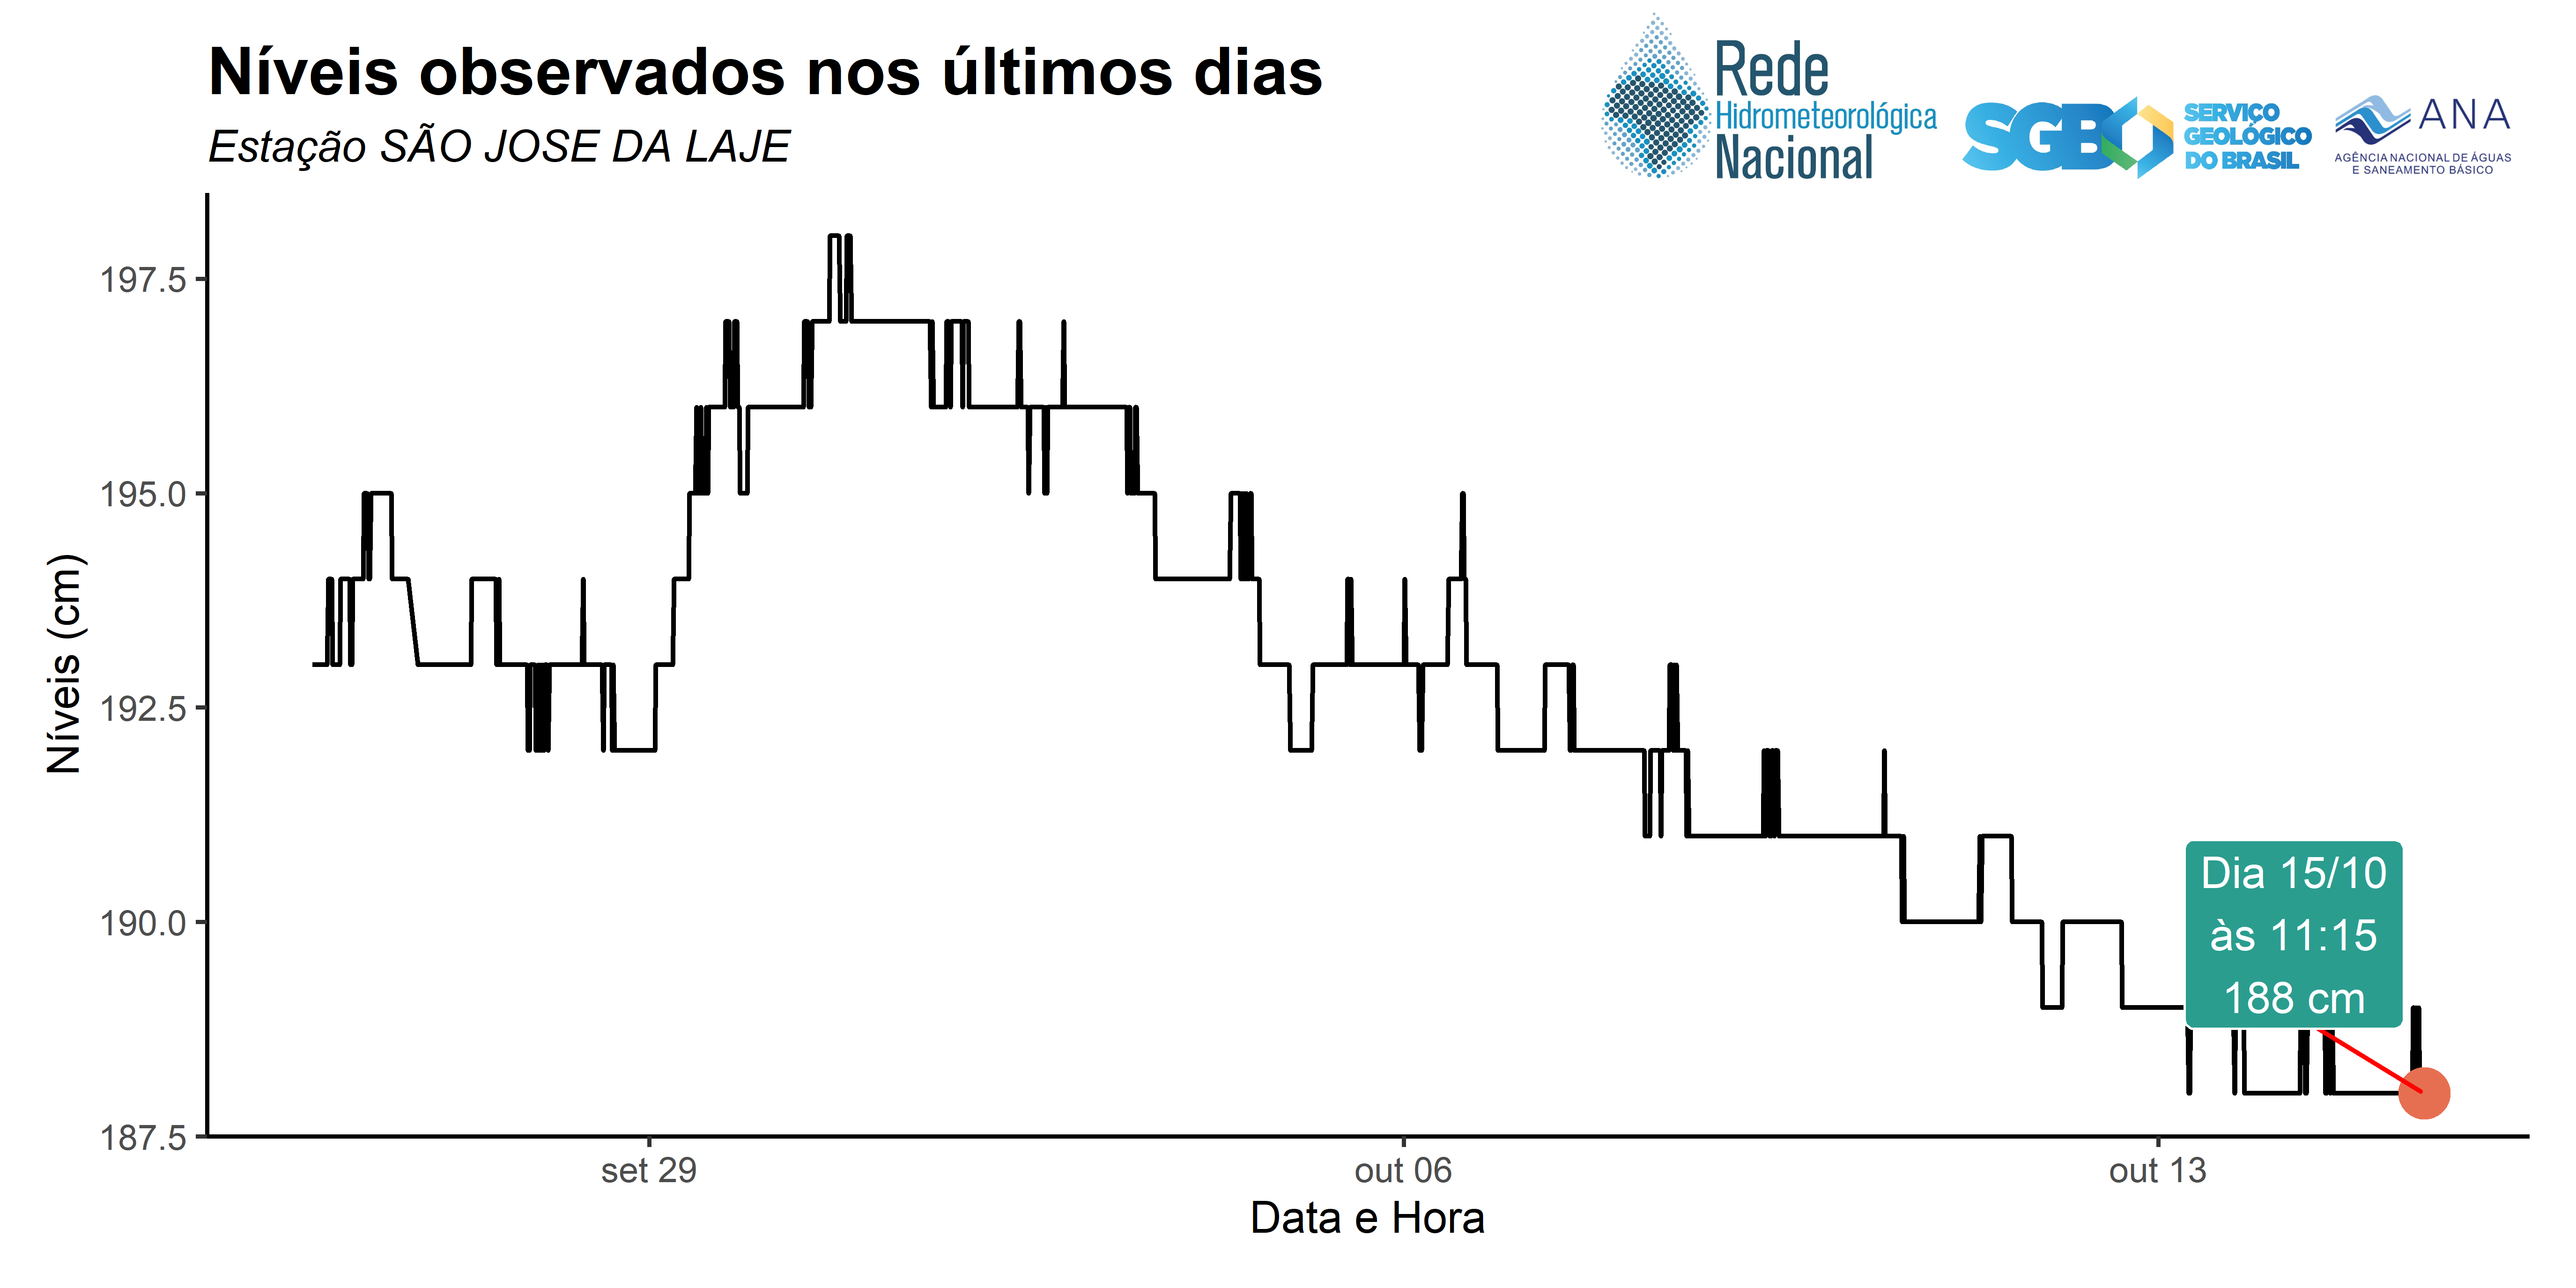 Níveis observados nos últimos dias
Estação SÃO JOSE DA LAJE
Rede
Hidrometeorológica
Nacional
SGB
SERVIÇO
GEOLÓGICO
DO BRASIL
ANA
AGÊNCIA NACIONAL DE ÁGUAS
E SANEAMENTO BÁSICO
Níveis (cm)
197.5
195.0
192.5
190.0
187.5
Dia 15/10
às 11:15
188 cm
set 29
out 06
out 13
Data e Hora